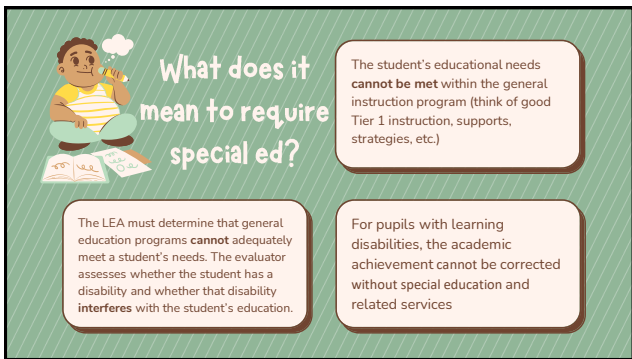 What does it
mean to require
special ed?
The student's educational needs
cannot be met within the general
instruction program (think of good
Tier 1 instruction, supports,
strategies, etc.)
The LEA must determine that general
education programs cannot adequately
meet a student's needs. The evaluator
assesses whether the student has a
disability and whether that disability
interferes with the student's education.
For pupils with learning
disabilities, the academic
achievement cannot be corrected
without special education and
related services